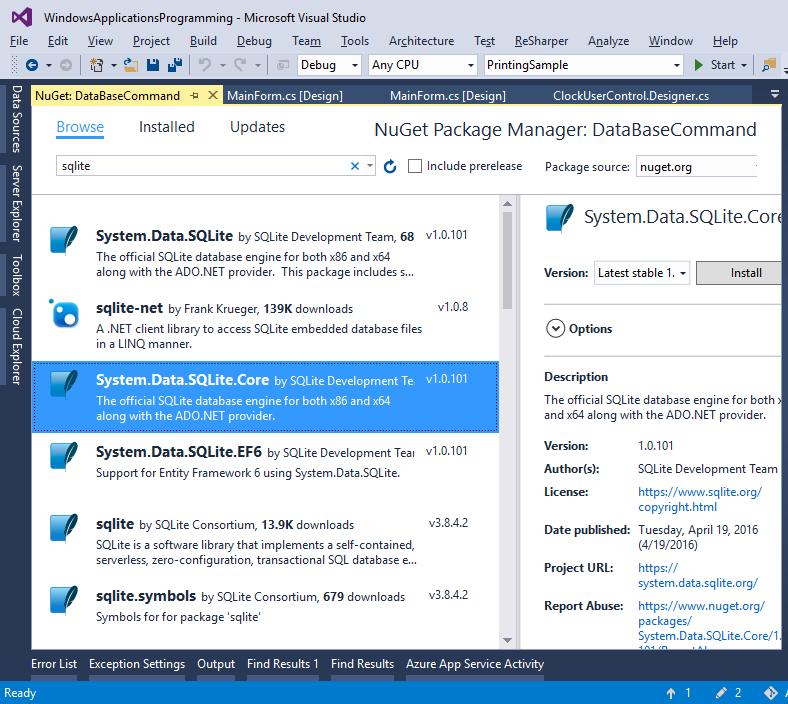 WindowsApplicationsProgramming - Microsoft Visual Studio
File Edit View Project Build Debug Team Tools Architecture Test ReSharper Analyze Window Help
Debug Any CPU PrintingSample Start
NuGet: DataBaseCommand MainForm.cs [Design] MainForm.cs [Design] ClockUserControl.Designer.cs
Data Sources
Server Explorer
Toolbox
Cloud Explorer
Browse Installed Updates NuGet Package Manager: DataBaseCommand
sqlite Include prerelease Package source: nuget.org
System.Data.SQLite by SQLite Development Team, 68 v1.0.101
The official SQLite database engine for both x86 and x64
along with the ADO.NET provider. This package includes s...
sqlite-net by Frank Krueger, 139K downloads v1.0.8
A .NET client library to access SQLite embedded database files
in a LINQ manner.
System.Data.SQLite.Core by SQLite Development Te v1.0.101
The official SQLite database engine for both x86 and x64
along with the ADO.NET provider.
System.Data.SQLite.EF6 by SQLite Development Tear v1.0.101
Support for Entity Framework 6 using System.Data.SQLite.
sqlite by SQLite Consortium, 13.9K downloads v3.8.4.2
SQLite is a software library that implements a self-contained,
serverless, zero-configuration, transactional SQL database e...
sqlite.symbols by SQLite Consortium, 679 downloads v3.8.4.2
Symbols for for package 'sqlite'
System.Data.SQLite.Core
Version: Latest stable 1. Install
Options
Description
The official SQLite database engine for both x
and x64 along with the ADO.NET provider.
Version: 1.0.101
Author(s): SQLite Development Team
License: https://www.sqlite.org/
copyright.html
Date published: Tuesday, April 19, 2016
(4/19/2016)
Project URL: https://
system.data.sqlite.org/
Report Abuse: https://www.nuget.org/
packages/
System.Data.SQLite.Core/1.
Error List Exception Settings Output Find Results 1 Find Results Azure App Service Activity
Ready 1 2